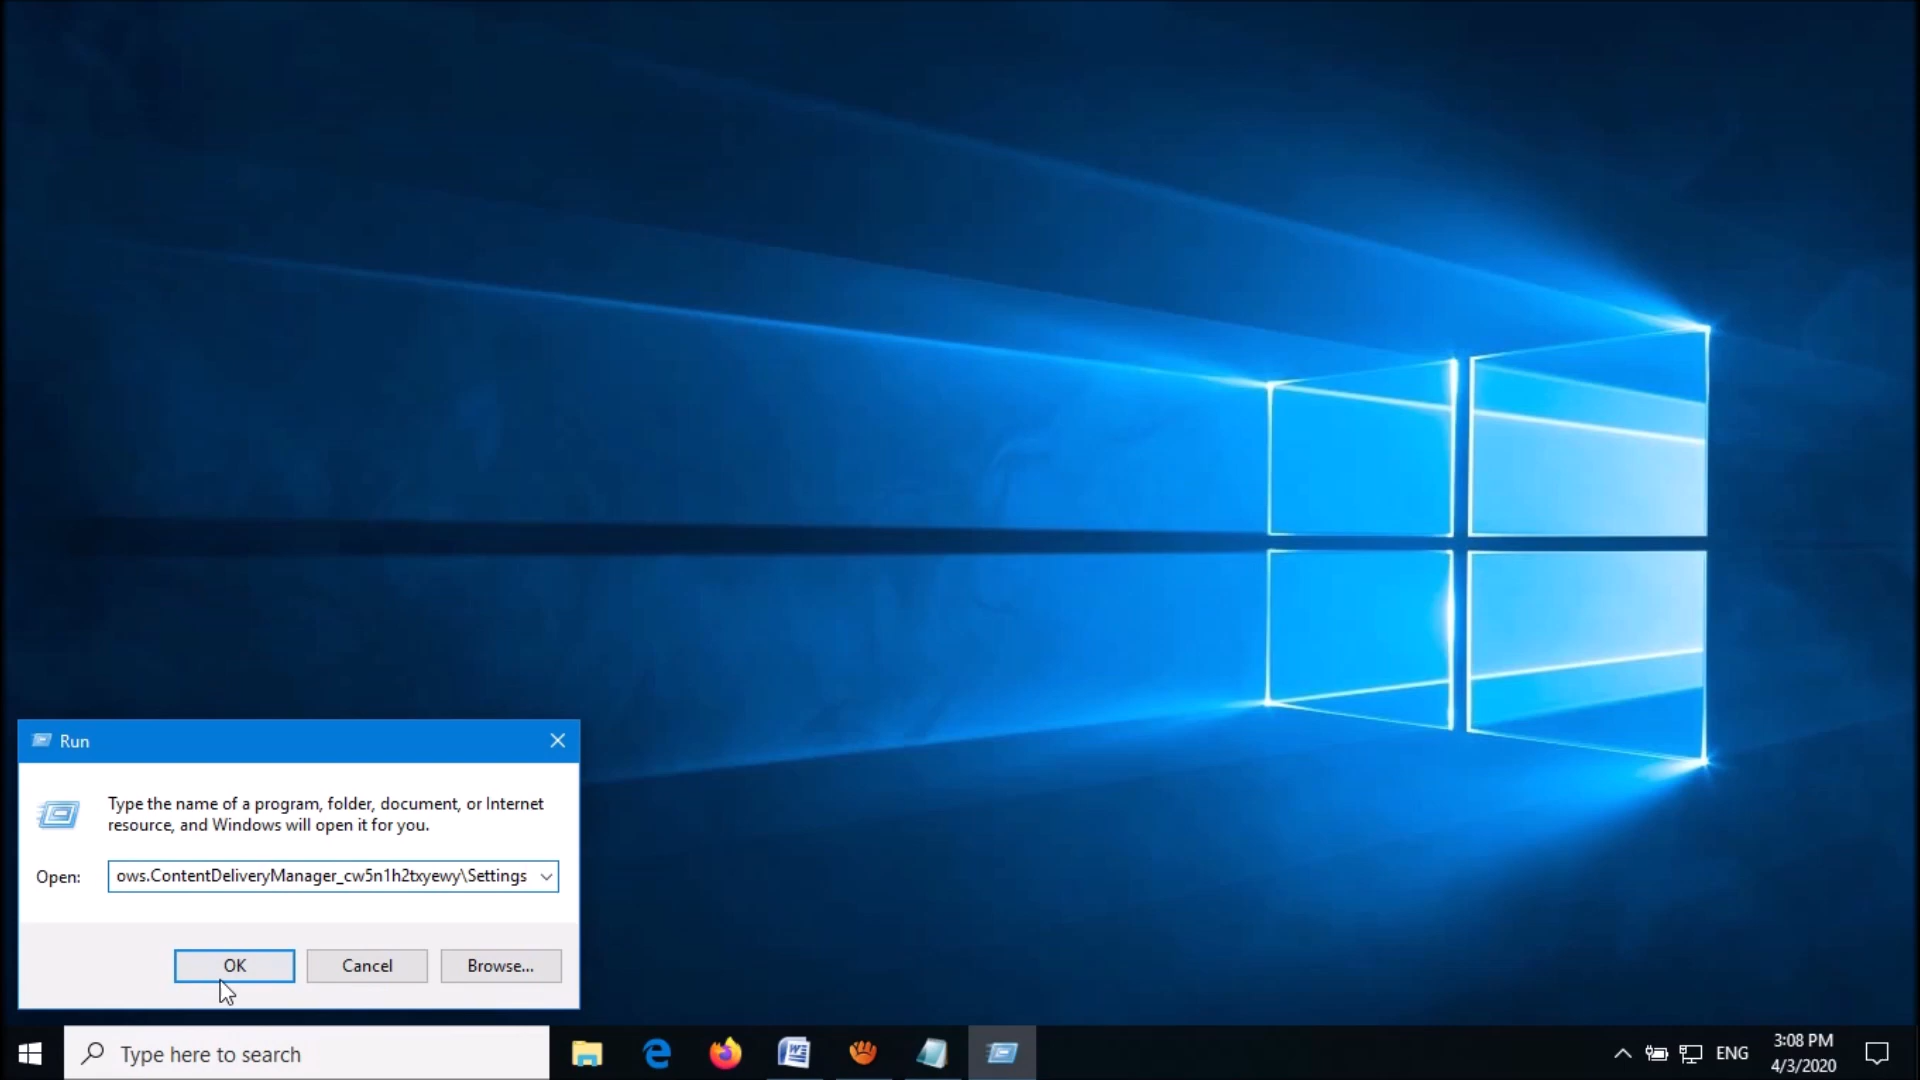 Run
Type the name of a program, folder, document, or Internet
resource, and Windows will open it for you.
Open:
ows.ContentDeliveryManager_cw5n1h2txyewy\Settings
OK
Cancel
Browse...
Type here to search
ENG
3:08 PM
4/3/2020